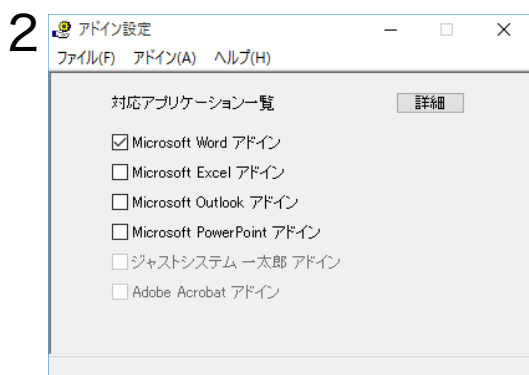 2
アドイン設定
ファイル(F) アドイン(A) ヘルプ(H)
対応アプリケーション一覧 詳細
Microsoft Word アドイン
Microsoft Excel アドイン
Microsoft Outlook アドイン
Microsoft PowerPoint アドイン
ジャストシステム 一太郎 アドイン
Adobe Acrobat アドイン